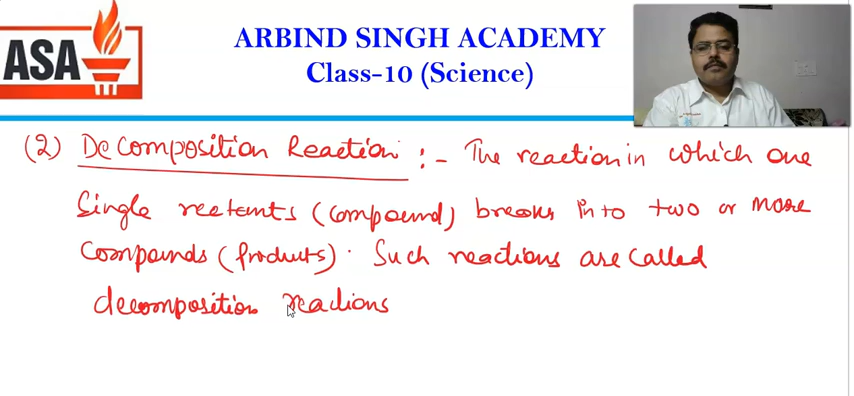 ASA
ARBIND SINGH ACADEMY
Class-10 (Science)
(2) Decomposition Reaction :- The reaction in which one
Single rectants (compound) breaks into two or more
Compounds (Products). Such reactions are called
decomposition reactions